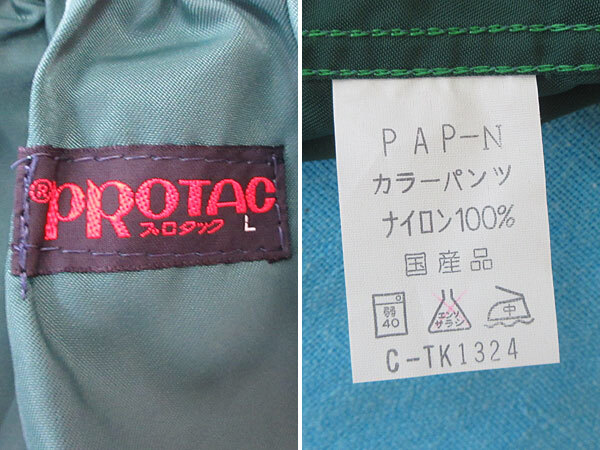 ®PROTAC
プロタック L
PAP-N
カラーパンツ
ナイロン100%
国産品
弱
40
エンソ
サラシ
中
C-TK1324